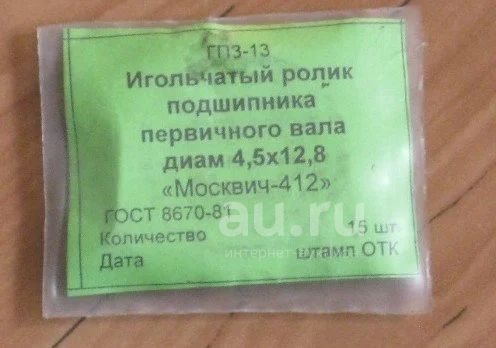 ГПЗ-13
Игольчатый ролик
подшипника
первичного вала
диам 4,5х12,8
«Москвич-412»
ГОСТ 8670-81
Количество 15 шт
Дата штамп ОТК
au.ru